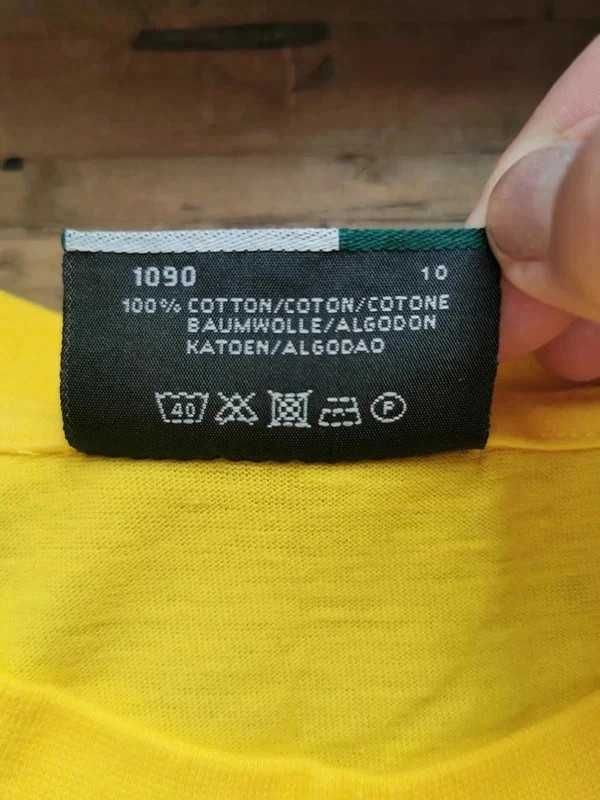 1090 10
100% COTTON/COTON/COTONE
BAUMWOLLE/ALGODON
KATOEN/ALGODAO
40 P